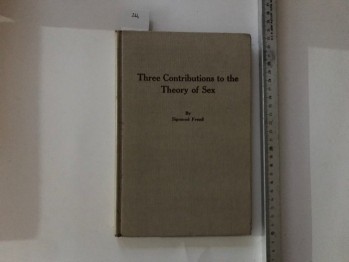 Three Contributions to the
Theory of Sex
By
Sigmund Freud